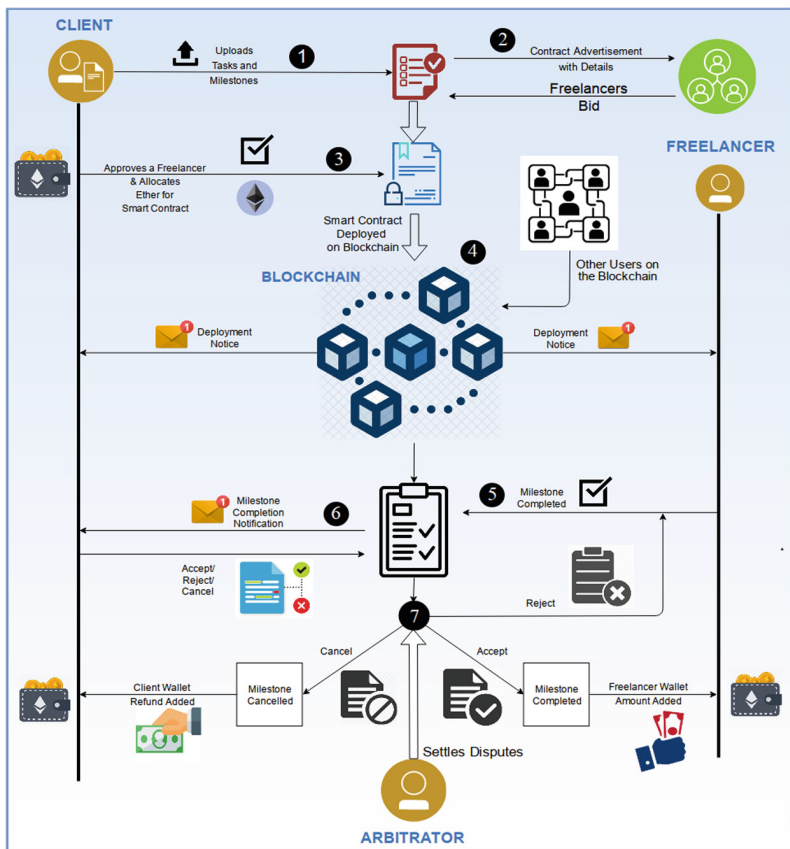 CLIENT
Uploads
Tasks and
Milestones
1
2
Contract Advertisement
with Details
Freelancers
Bid
FREELANCER
3
Approves a Freelancer
& Allocates
Ether for
Smart Contract
Smart Contract
Deployed
on Blockchain
4
Other Users on
the Blockchain
BLOCKCHAIN
1
Deployment
Notice
Deployment
Notice
1
5
Milestone
Completed
1
Milestone
Completion
Notification
6
Accept/
Reject/
Cancel
Reject
7
Cancel
Accept
Client Wallet
Refund Added
Milestone
Cancelled
Milestone
Completed
Freelancer Wallet
Amount Added
Settles Disputes
ARBITRATOR